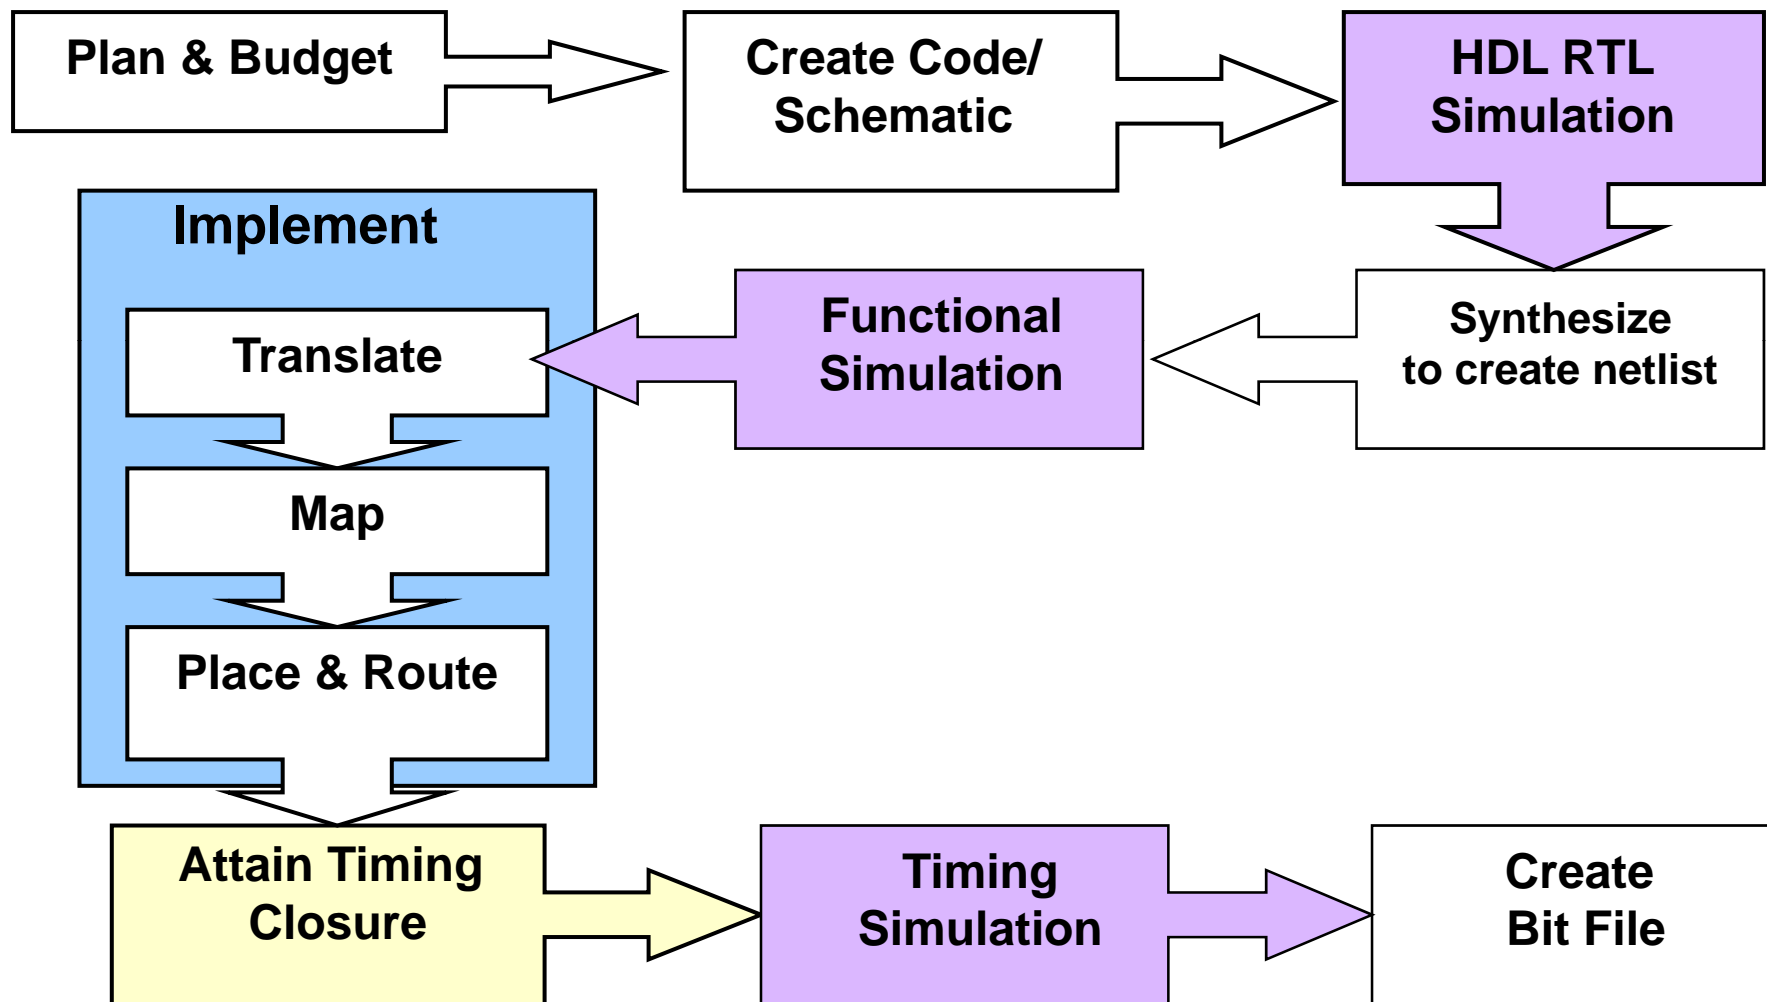 Plan & Budget
Create Code/
Schematic
HDL RTL
Simulation
Implement
Translate
Functional
Simulation
Synthesize
to create netlist
Map
Place & Route
Attain Timing
Closure
Timing
Simulation
Create
Bit File